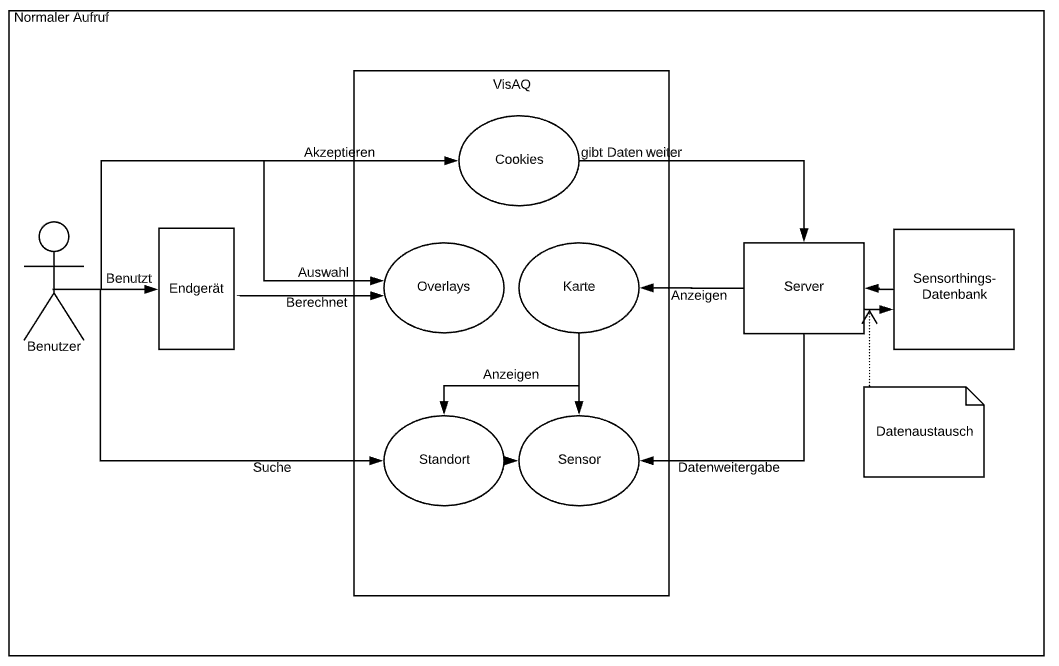 Normaler Aufruf
VisAQ
Akzeptieren
Cookies
gibt Daten weiter
Benutzt
Endgerät
Auswahl
Berechnet
Overlays
Karte
Anzeigen
Server
Sensorthings-
Datenbank
Benutzer
Anzeigen
Datenaustausch
Suche
Standort
Sensor
Datenweitergabe